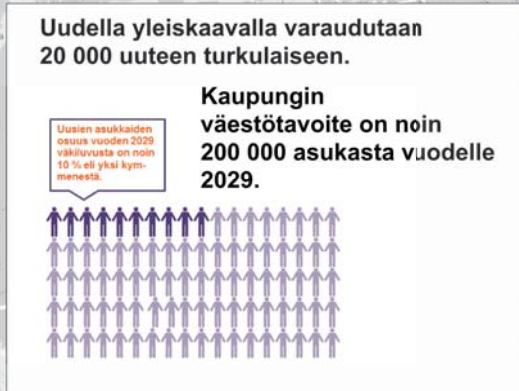 Uudella yleiskaavalla varaudutaan
20 000 uuteen turkulaiseen.
Kaupungin
väestötavoite on noin
200 000 asukasta vuodelle
2029.
Uusien asukkaiden
osuus vuoden 2029
väkiluvusta on noin
10 % eli yksi kym-
menestä.